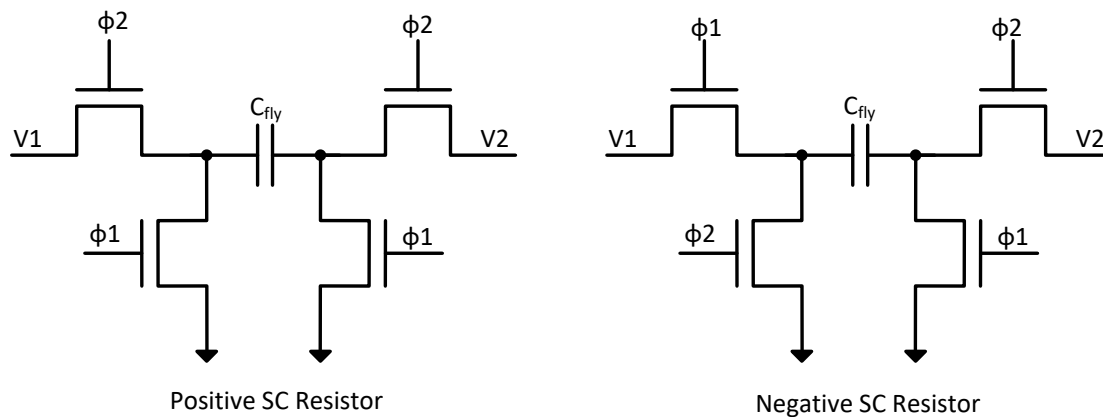 ϕ2
ϕ2
C_fly
V1
V2
ϕ1
ϕ1
Positive SC Resistor
ϕ1
ϕ2
C_fly
V1
V2
ϕ2
ϕ1
Negative SC Resistor